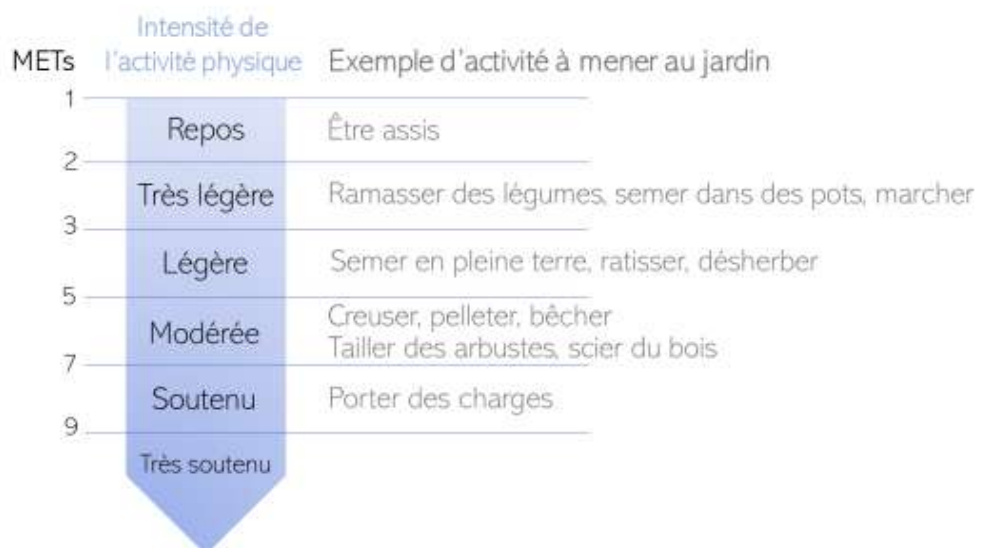 Intensité de
METs l'activité physique Exemple d'activité à mener au jardin
1
Repos Être assis
2
Très légère Ramasser des légumes, semer dans des pots, marcher
3
Légère Semer en pleine terre, ratisser, désherber
5
Modérée Creuser, pelleter, bêcher
Tailler des arbustes, scier du bois
7
Soutenu Porter des charges
9
Très soutenu